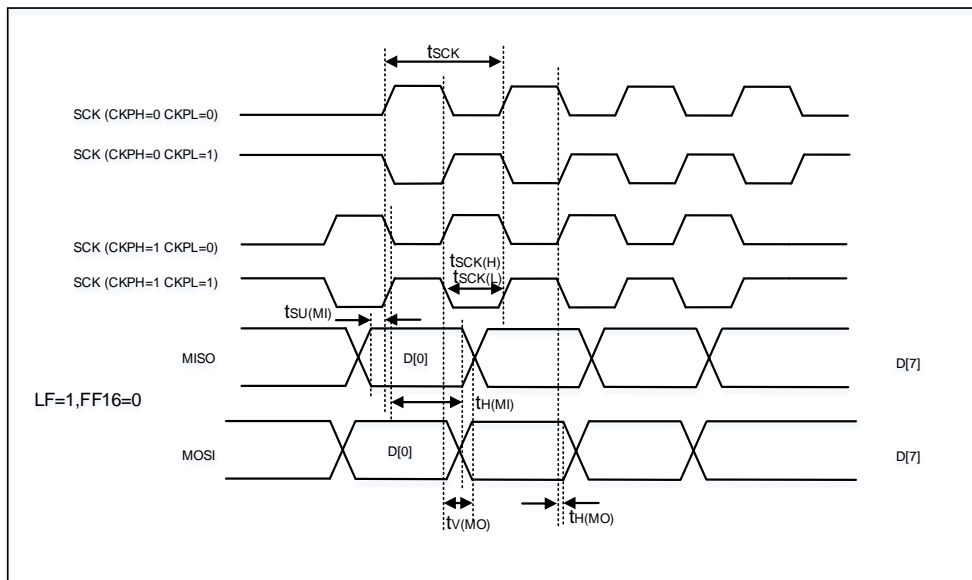 tSCK
SCK (CKPH=0 CKPL=0)
SCK (CKPH=0 CKPL=1)
SCK (CKPH=1 CKPL=0)
tSCK(H)
SCK (CKPH=1 CKPL=1)
tSCK(L)
tSU(MI)
MISO
D[0]
D[7]
LF=1,FF16=0
tH(MI)
MOSI
D[0]
D[7]
tV(MO)
tH(MO)